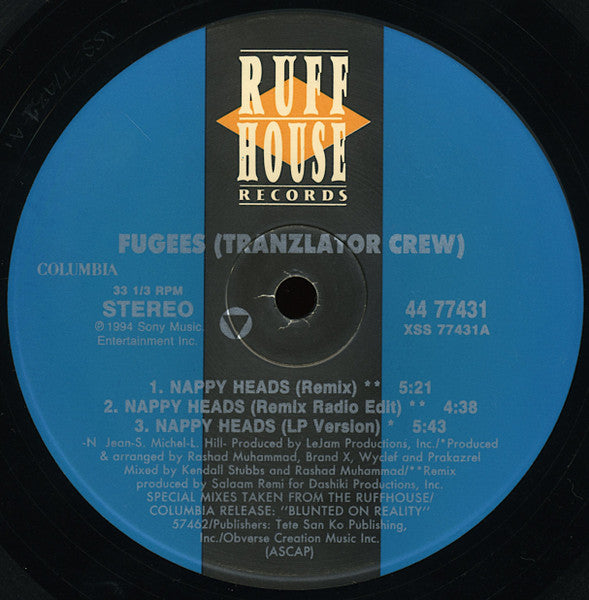 RUFF
HOUSE
RECORDS
FUGEES (TRANZLATOR CREW)
COLUMBIA
33 1/3 RPM
STEREO
℗ 1994 Sony Music
Entertainment Inc.
44 77431
XSS 77431A
1. NAPPY HEADS (Remix) ** 5:21
2. NAPPY HEADS (Remix Radio Edit) ** 4:38
3. NAPPY HEADS (LP Version) * 5:43
-N. Jean-S. Michel-L. Hill- Produced by LeJam Productions, Inc./*Produced
& arranged by Rashad Muhammad, Brand X, Wyclef and Prakazrel
Mixed by Kendall Stubbs and Rashad Muhammad/**Remix
produced by Salaam Remi for Dashiki Productions, Inc.
SPECIAL MIXES TAKEN FROM THE RUFFHOUSE/
COLUMBIA RELEASE: "BLUNTED ON REALITY"/
57462/Publishers: Tete San Ko Publishing,
Inc./Obverse Creation Music Inc.
(ASCAP)